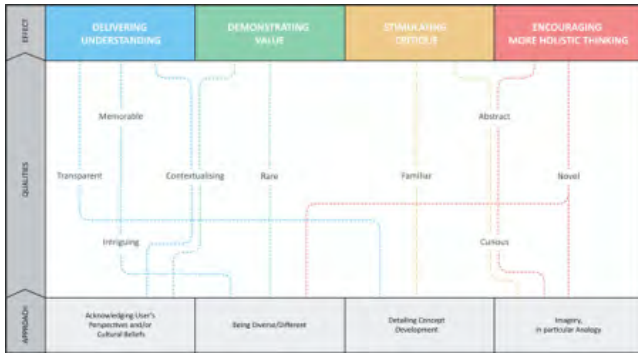 EFFECT
DELIVERING
UNDERSTANDING
DEMONSTRATING
VALUE
STIMULATING
CRITIQUE
ENCOURAGING
MORE HOLISTIC THINKING
QUALITIES
Memorable
Abstract
Transparent
Contextualising
Rare
Familier
Novel
Intriguing
Curious
APPROACH
Acknowledging User's
Perspectives and/or
Cultural Beliefs
Being Diverse/Different
Detailing Concept
Development
Imagery,
in particular Analogy